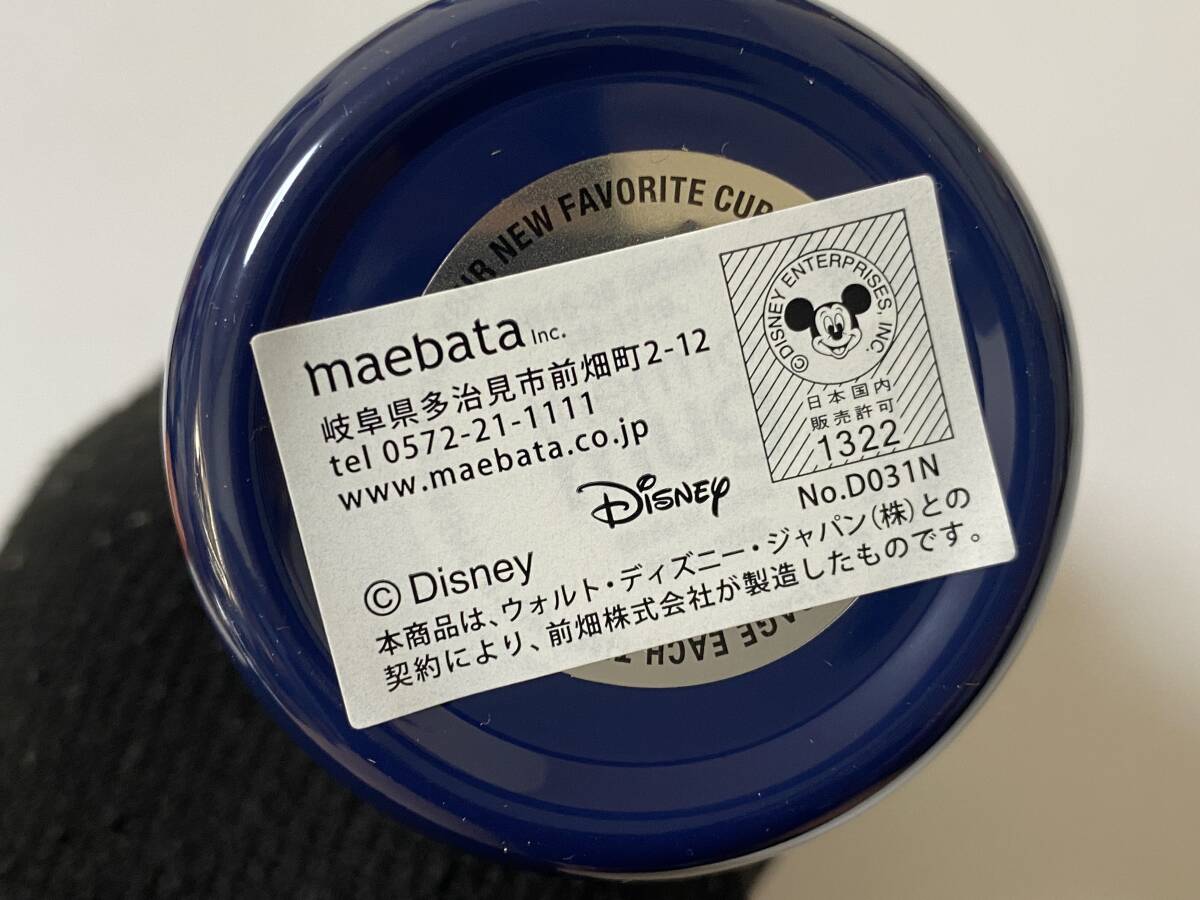 NEW FAVORITE CUP
maebata Inc.
岐阜県多治見市前畑町2-12
tel 0572-21-1111
www.maebata.co.jp
©DISNEY ENTERPRISES, INC.
日本国内
販売許可
1322
No.D031N
Disney
© Disney
本商品は、ウォルト・ディズニー・ジャパン(株)との
契約により、前畑株式会社が製造したものです。
EACH